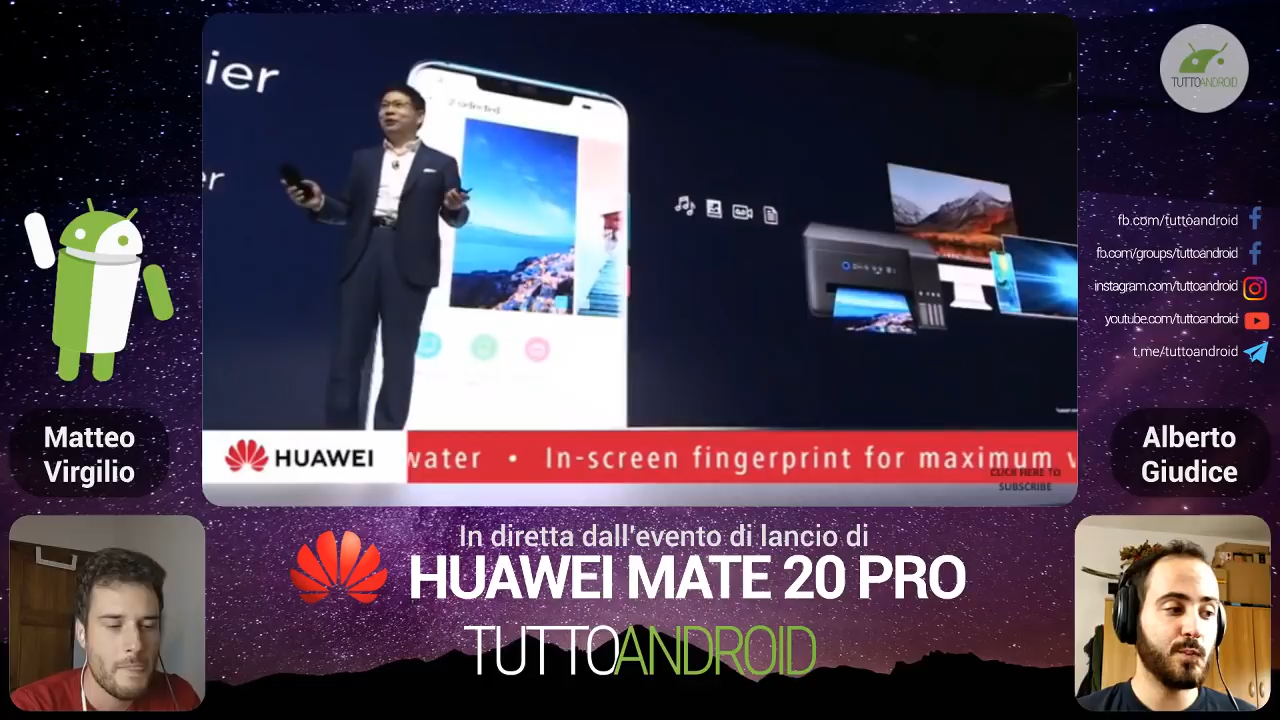 ier
er
2 selected
TUTTOANDROID
fb.com/tuttoandroid
fb.com/groups/tuttoandroid
instagram.com/tuttoandroid
youtube.com/tuttoandroid
t.me/tuttoandroid
HUAWEI
water • In-screen fingerprint for maximum v
CLICK HERE TO
SUBSCRIBE
Matteo
Virgilio
Alberto
Giudice
In diretta dall'evento di lancio di
HUAWEI MATE 20 PRO
TUTTOANDROID